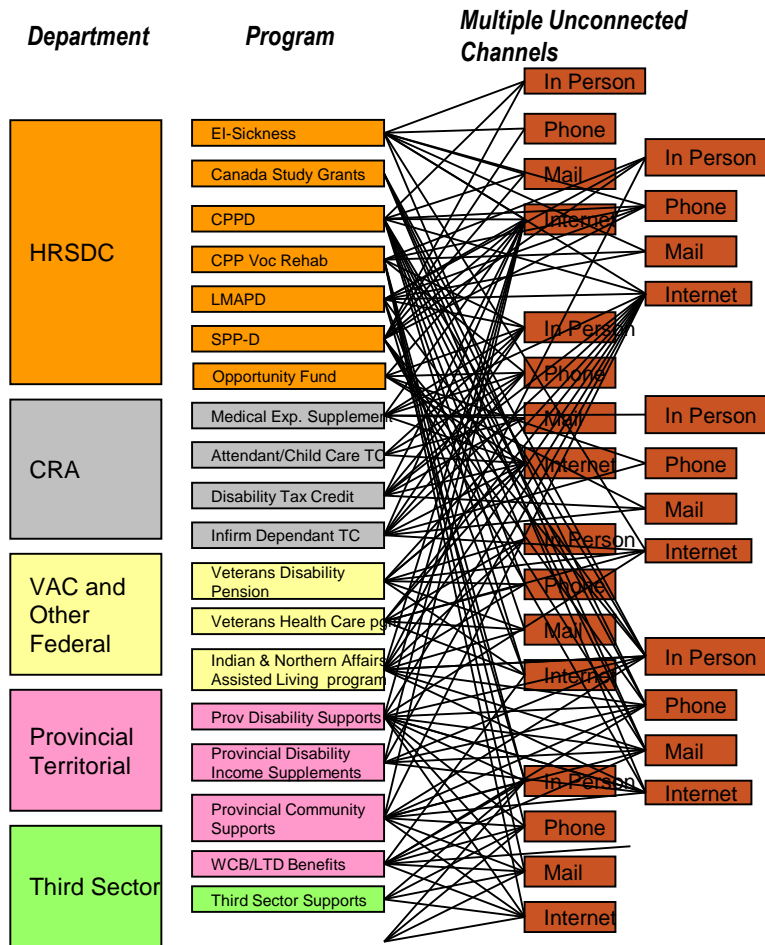 Department
Program
Multiple Unconnected
Channels
HRSDC
CRA
VAC and
Other
Federal
Provincial
Territorial
Third Sector
EI-Sickness
Canada Study Grants
CPPD
CPP Voc Rehab
LMAPD
SPP-D
Opportunity Fund
Medical Exp. Supplement
Attendant/Child Care TC
Disability Tax Credit
Infirm Dependant TC
Veterans Disability
Pension
Veterans Health Care pgm
Indian & Northern Affairs
Assisted Living program
Prov Disability Supports
Provincial Disability
Income Supplements
Provincial Community
Supports
WCB/LTD Benefits
Third Sector Supports
In Person
Phone
Mail
Internet
In Person
Phone
Mail
Internet
In Person
Phone
Mail
Internet
In Person
Phone
Mail
Internet
In Person
Phone
Mail
Internet
In Person
Phone
Mail
Internet
In Person
Phone
Mail
Internet